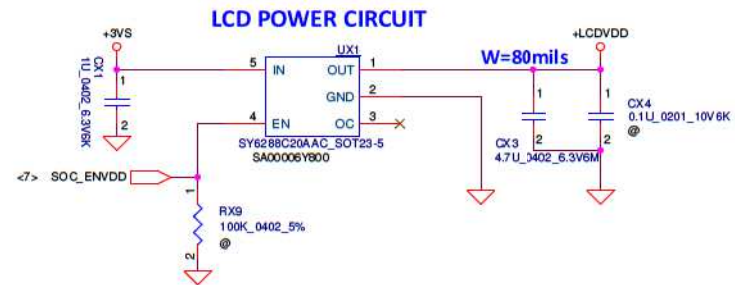 LCD POWER CIRCUIT
+3VS
+LCDVDD
UX1
W=80mils
CX1
1U_0402_6.3V6K
1
2
5
IN
OUT
1
GND
2
4
EN
OC
3
SY6288C20AAC_SOT23-5
SA00006Y800
1
2
CX3
4.7U_0402_6.3V6M
1
2
CX4
0.1U_0201_10V6K
@
<7>
SOC_ENVDD
1
2
RX9
100K_0402_5%
@